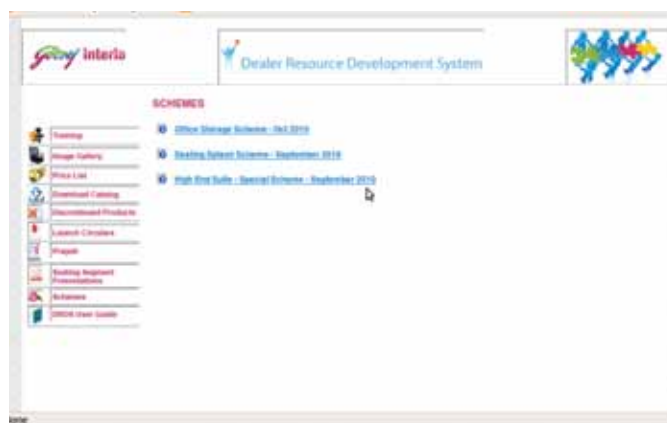 Godrej interio
Dealer Resource Development System
SCHEMES
Office Storage Scheme - Oct 2010
Seating Splash Scheme - September 2010
High End Suite - Special Scheme - September 2010
Training
Image Gallery
Price List
Download Catalog
Discontinued Products
Launch Circulars
Prajakt
Seating Segment
Presentations
Schemes
DRDS User Guide